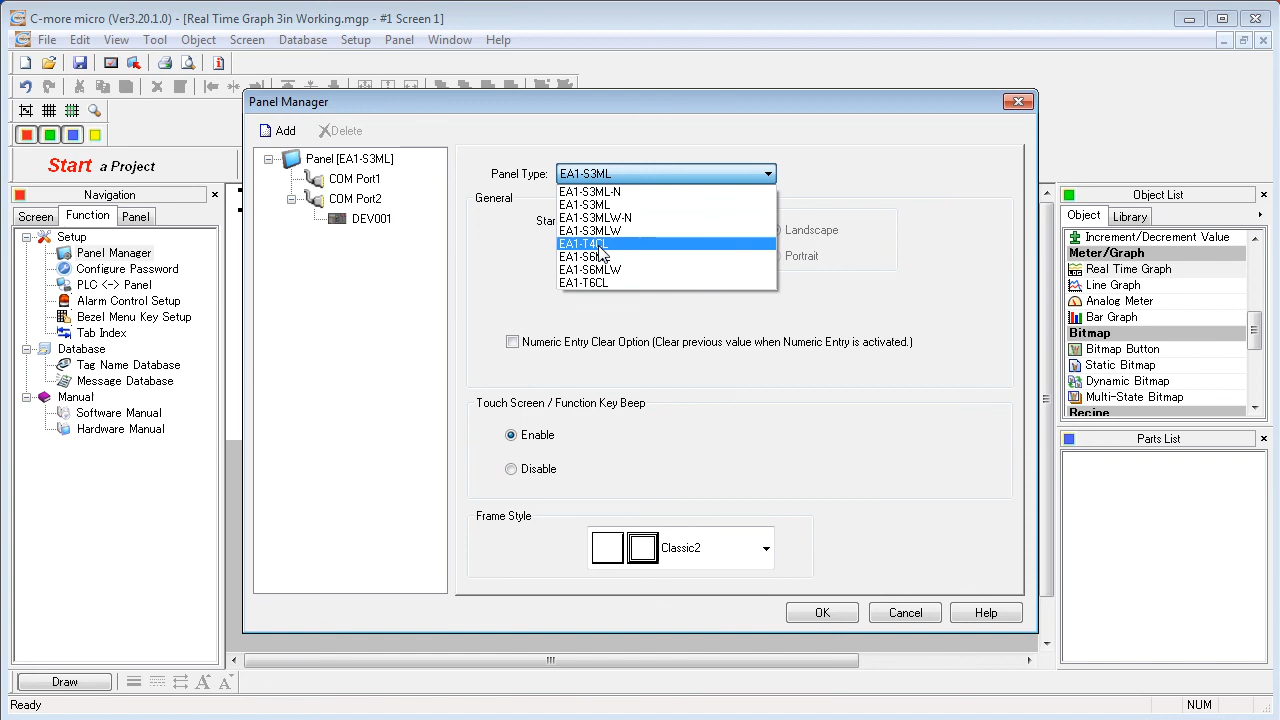 C-more micro (Ver3.20.1.0) - [Real Time Graph 3in Working.mgp - #1 Screen 1]
File Edit View Tool Object Screen Database Setup Panel Window Help
Start a Project
Navigation
Screen Function Panel
Setup
Panel Manager
Configure Password
PLC <-> Panel
Alarm Control Setup
Bezel Menu Key Setup
Tab Index
Database
Tag Name Database
Message Database
Manual
Software Manual
Hardware Manual
Panel Manager
Add Delete
Panel [EA1-S3ML]
COM Port1
COM Port2
DEV001
Panel Type: EA1-S3ML
EA1-S3ML-N
EA1-S3ML
EA1-S3MLW-N
EA1-S3MLW
EA1-T4CL
EA1-S6MLW
EA1-T6CL
General
Landscape
Portrait
Numeric Entry Clear Option (Clear previous value when Numeric Entry is activated.)
Touch Screen / Function Key Beep
Enable
Disable
Frame Style
Classic2
OK Cancel Help
Object List
Object Library
Increment/Decrement Value
Meter/Graph
Real Time Graph
Line Graph
Analog Meter
Bar Graph
Bitmap
Bitmap Button
Static Bitmap
Dynamic Bitmap
Multi-State Bitmap
Recipe
Parts List
Draw
Ready NUM